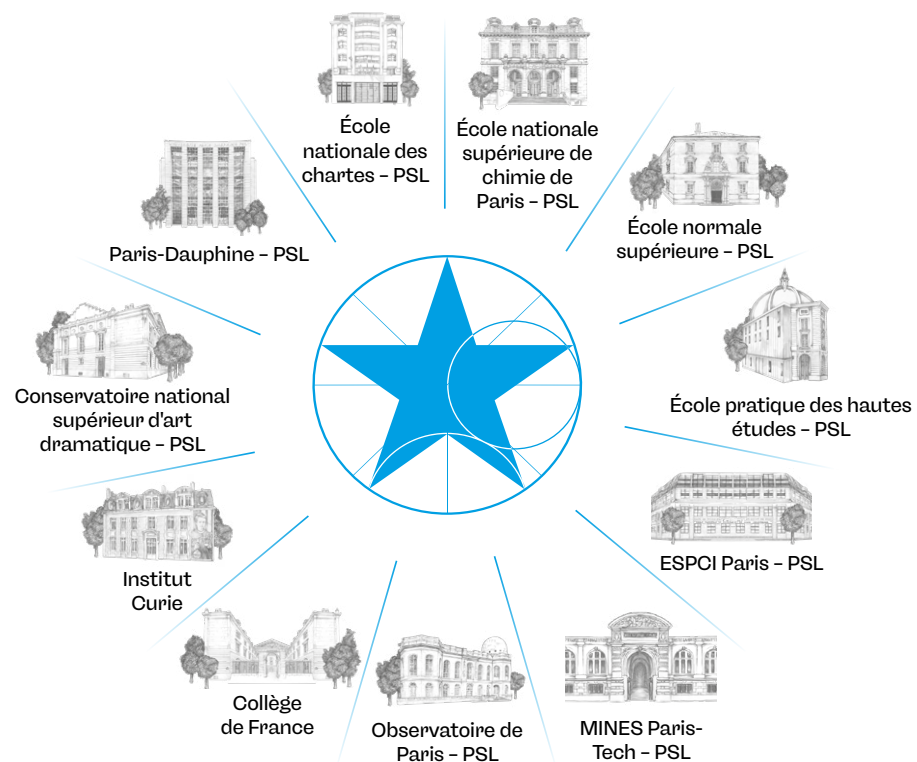 École
nationale des
chartes – PSL
École nationale
supérieure de
chimie de
Paris – PSL
École normale
supérieure – PSL
Paris-Dauphine – PSL
Conservatoire national
supérieur d'art
dramatique – PSL
École pratique des hautes
études – PSL
Institut
Curie
ESPCI Paris – PSL
Collège
de France
Observatoire de
Paris – PSL
MINES Paris-
Tech – PSL